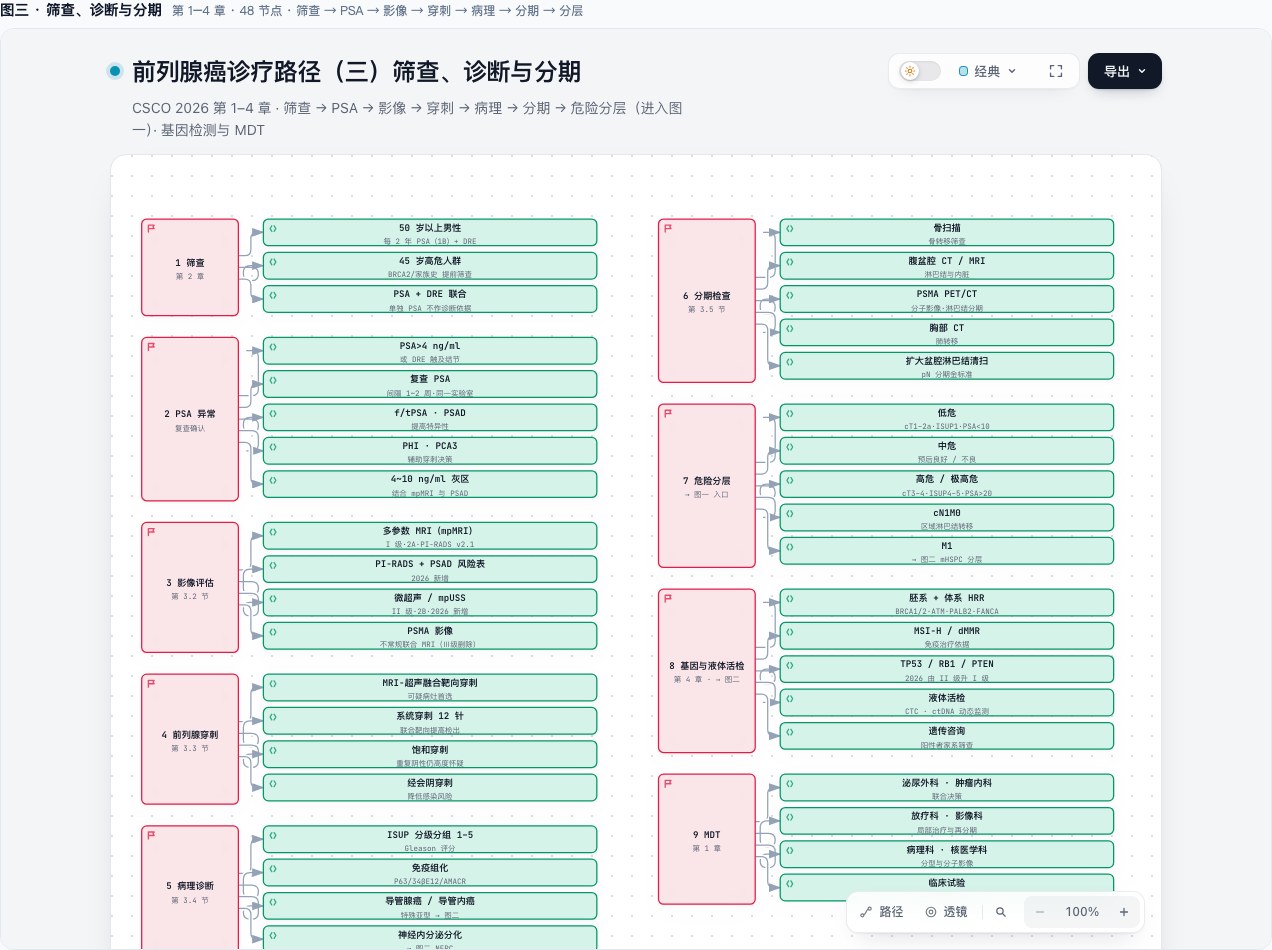 图三 · 筛查、诊断与分期 第 1–4 章 · 48 节点 · 筛查 → PSA → 影像 → 穿刺 → 病理 → 分期 → 分层
前列腺癌诊疗路径（三）筛查、诊断与分期
经典
导出
CSCO 2026 第 1–4 章 · 筛查 → PSA → 影像 → 穿刺 → 病理 → 分期 → 危险分层（进入图
一）· 基因检测与 MDT
1 筛查
第 2 章
50 岁以上男性
每 2 年 PSA（1B）+ DRE
45 岁高危人群
BRCA2/家族史 提前筛查
PSA + DRE 联合
单独 PSA 不作诊断依据
2 PSA 异常
复查确认
PSA>4 ng/ml
或 DRE 触及结节
复查 PSA
间隔 1–2 周·同一实验室
f/tPSA · PSAD
提高特异性
PHI · PCA3
辅助穿刺决策
4–10 ng/ml 灰区
结合 mpMRI 与 PSAD
3 影像评估
第 3.2 节
多参数 MRI（mpMRI）
I 级·2A·PI-RADS v2.1
PI-RADS + PSAD 风险表
2026 新增
微超声 / mpUSS
II 级·2B·2026 新增
PSMA 影像
不常规联合 MRI（III级删除）
4 前列腺穿刺
第 3.3 节
MRI-超声融合靶向穿刺
可疑病灶首选
系统穿刺 12 针
联合靶向提高检出
饱和穿刺
重复阴性仍高度怀疑
经会阴穿刺
降低感染风险
5 病理诊断
第 3.4 节
ISUP 分级分组 1–5
Gleason 评分
免疫组化
P63/34βE12/AMACR
导管腺癌 / 导管内癌
特殊亚型 → 图二
神经内分泌分化
→ 图二 NEPC
6 分期检查
第 3.5 节
骨扫描
骨转移筛查
腹盆腔 CT / MRI
淋巴结与内脏
PSMA PET/CT
分子影像·淋巴结分期
胸部 CT
肺转移
扩大盆腔淋巴结清扫
pN 分期金标准
7 危险分层
→ 图一 入口
低危
cT1–2a·ISUP1·PSA<10
中危
预后良好 / 不良
高危 / 极高危
cT3–4·ISUP4–5·PSA>20
cN1M0
区域淋巴结转移
M1
→ 图二 mHSPC 分层
8 基因与液体活检
第 4 章 · → 图二
胚系 + 体系 HRR
BRCA1/2·ATM·PALB2·FANCA
MSI-H / dMMR
免疫治疗依据
TP53 / RB1 / PTEN
2026 由 II 级升 I 级
液体活检
CTC · ctDNA 动态监测
遗传咨询
阳性者家系筛查
9 MDT
第 1 章
泌尿外科 · 肿瘤内科
联合决策
放疗科 · 影像科
局部治疗与再分期
病理科 · 核医学科
分型与分子影像
临床试验
路径
透镜
− 100% +